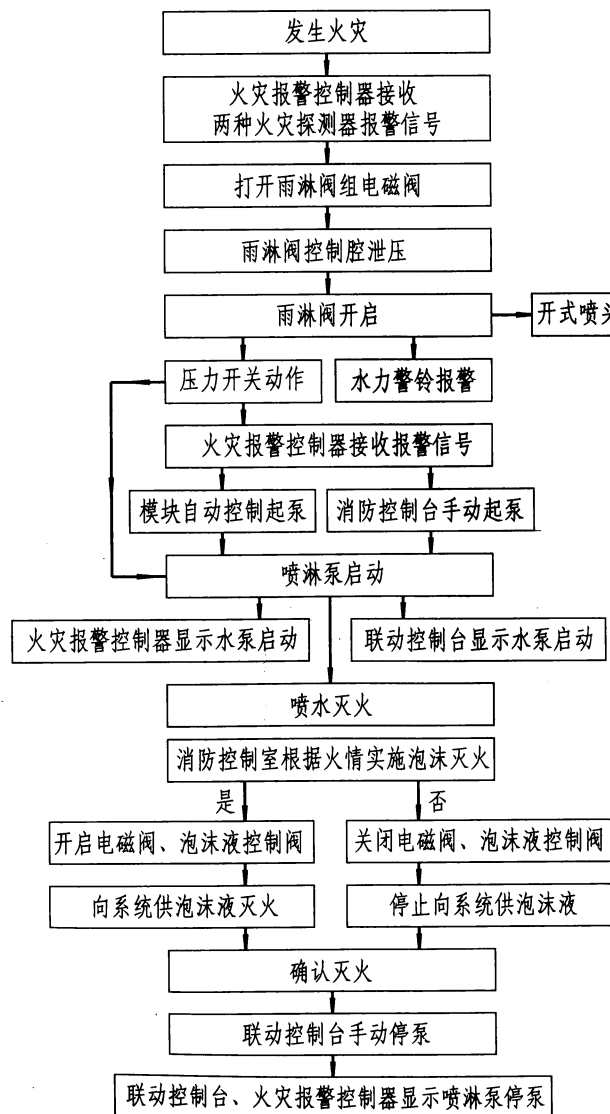 发生火灾
火灾报警控制器接收
两种火灾探测器报警信号
打开雨淋阀组电磁阀
雨淋阀控制腔泄压
雨淋阀开启
开式喷头
压力开关动作
水力警铃报警
火灾报警控制器接收报警信号
模块自动控制起泵
消防控制台手动起泵
喷淋泵启动
火灾报警控制器显示水泵启动
联动控制台显示水泵启动
喷水灭火
消防控制室根据火情实施泡沫灭火
是
否
开启电磁阀、泡沫液控制阀
关闭电磁阀、泡沫液控制阀
向系统供泡沫液灭火
停止向系统供泡沫液
确认灭火
联动控制台手动停泵
联动控制台、火灾报警控制器显示喷淋泵停泵